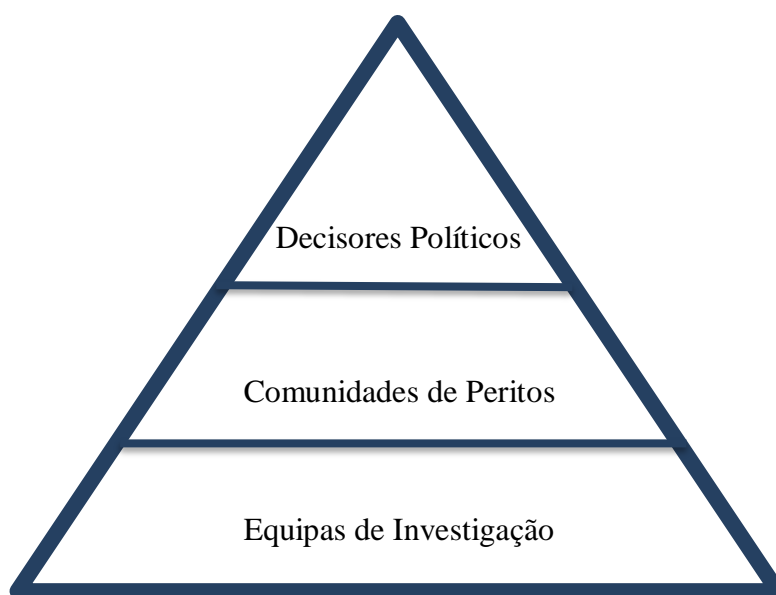 Decisores Políticos
Comunidades de Peritos
Equipas de Investigação